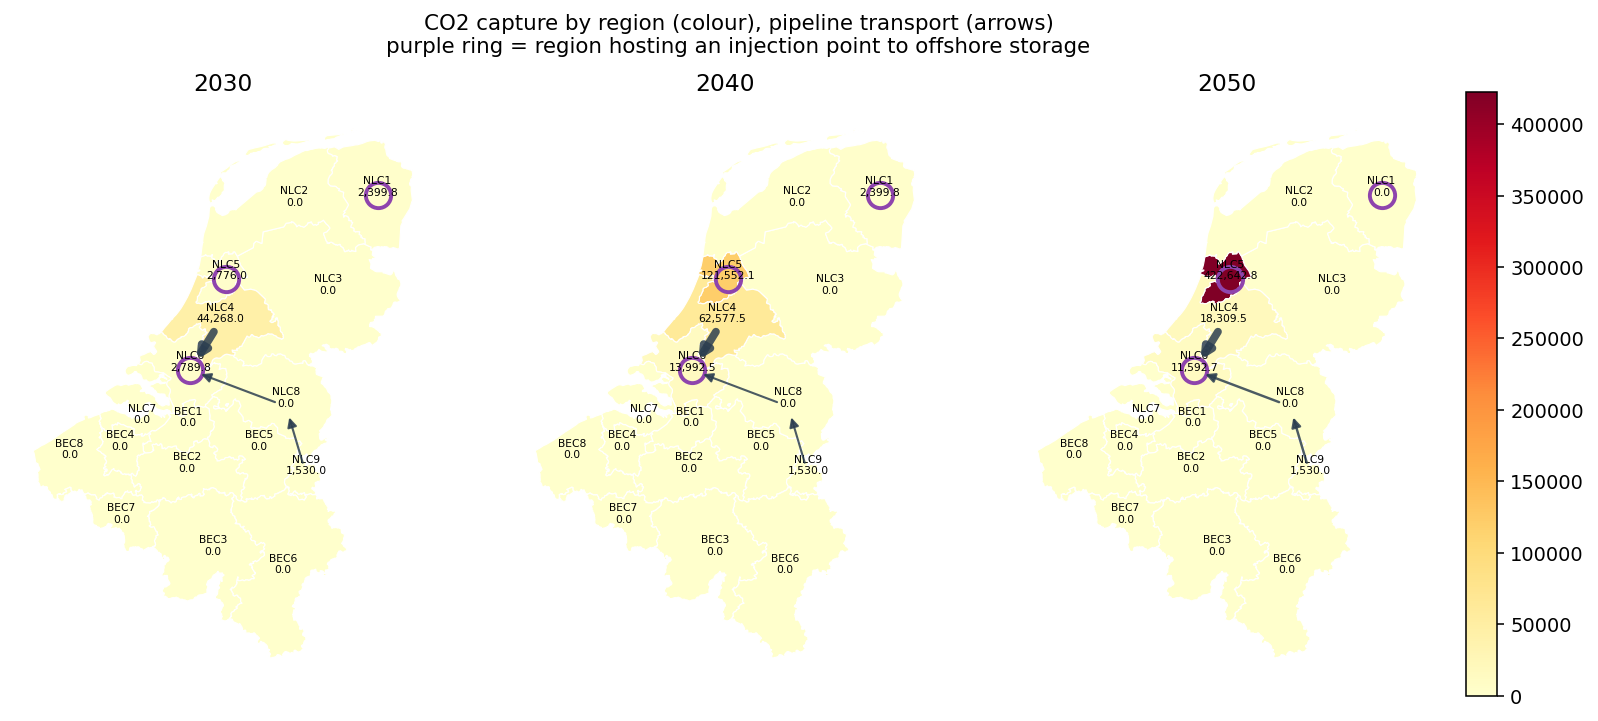 CO2 capture by region (colour), pipeline transport (arrows)
purple ring = region hosting an injection point to offshore storage
2030
NLC1
2,399.8
NLC2
0.0
NLC5
2,776.0
NLC3
0.0
NLC4
44,268.0
NLC6
2,789.8
NLC8
0.0
NLC7
0.0
BEC1
0.0
BEC8
0.0
BEC4
0.0
BEC5
0.0
BEC2
0.0
NLC9
1,530.0
BEC7
0.0
BEC3
0.0
BEC6
0.0
2040
NLC1
2,399.8
NLC2
0.0
NLC5
121,552.1
NLC3
0.0
NLC4
62,577.5
NLC6
13,992.5
NLC8
0.0
NLC7
0.0
BEC1
0.0
BEC8
0.0
BEC4
0.0
BEC5
0.0
BEC2
0.0
NLC9
1,530.0
BEC7
0.0
BEC3
0.0
BEC6
0.0
2050
NLC1
0.0
NLC2
0.0
NLC5
422,642.8
NLC3
0.0
NLC4
18,309.5
NLC6
11,592.7
NLC8
0.0
NLC7
0.0
BEC1
0.0
BEC8
0.0
BEC4
0.0
BEC5
0.0
BEC2
0.0
NLC9
1,530.0
BEC7
0.0
BEC3
0.0
BEC6
0.0
400000
350000
300000
250000
200000
150000
100000
50000
0